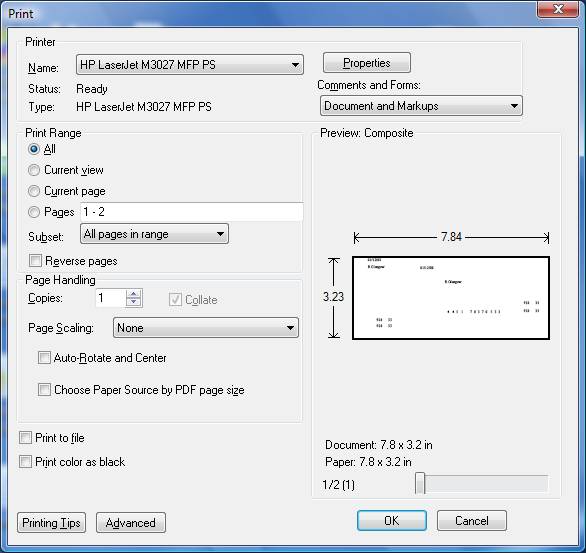 Print
Printer
Name: HP LaserJet M3027 MFP PS Properties
Status: Ready Comments and Forms:
Type: HP LaserJet M3027 MFP PS Document and Markups
Print Range Preview: Composite
All
Current view
Current page
Pages 1 - 2
Subset: All pages in range
Reverse pages
7.84
3.23
Page Handling
Copies: 1 Collate
Page Scaling: None
Auto-Rotate and Center
Choose Paper Source by PDF page size
Print to file
Print color as black
Document: 7.8 x 3.2 in
Paper: 7.8 x 3.2 in
1/2 (1)
Printing Tips Advanced OK Cancel